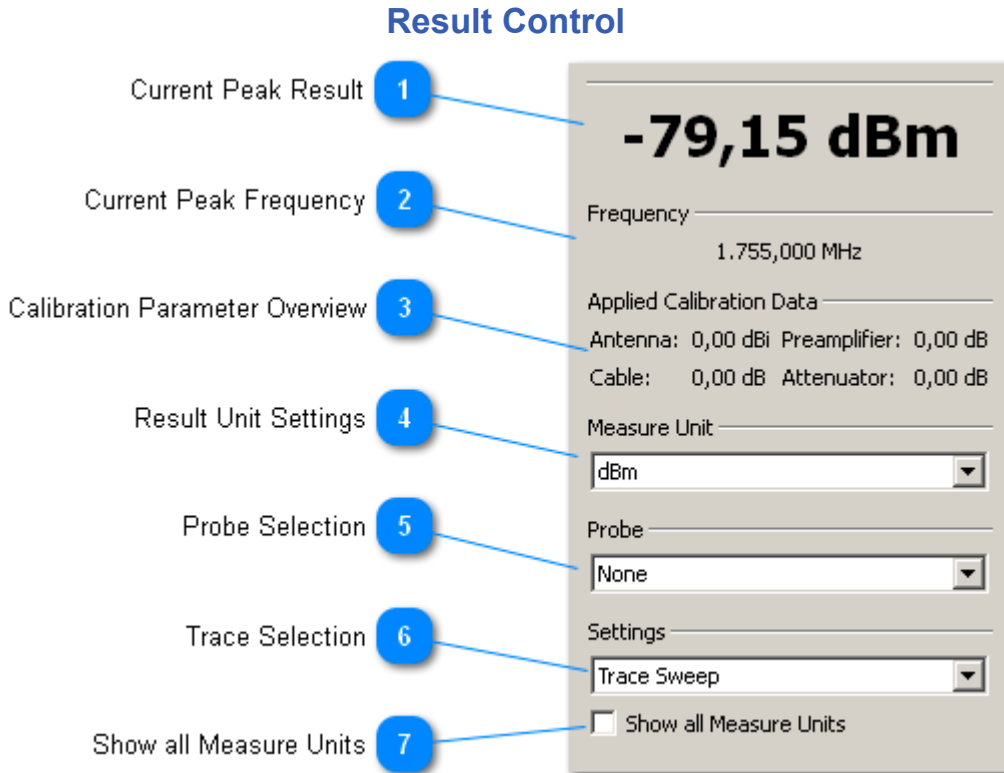 Result Control
Current Peak Result 1
-79,15 dBm
Current Peak Frequency 2
Frequency
1.755,000 MHz
Calibration Parameter Overview 3
Applied Calibration Data
Antenna: 0,00 dBi Preamplifier: 0,00 dB
Cable: 0,00 dB Attenuator: 0,00 dB
Result Unit Settings 4
Measure Unit
dBm
Probe Selection 5
Probe
None
Trace Selection 6
Settings
Trace Sweep
Show all Measure Units 7
Show all Measure Units